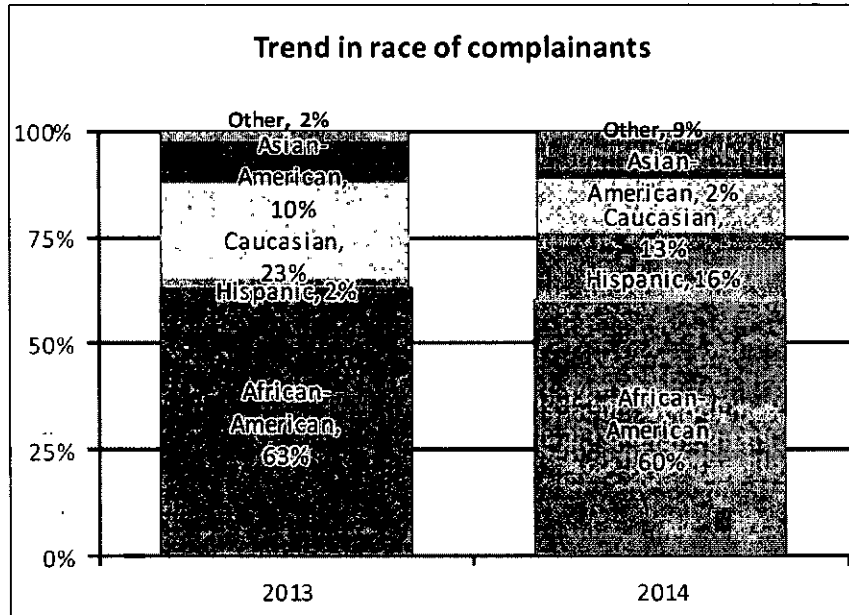 Trend in race of complainants
100%
75%
50%
25%
0%
Other, 2%
Asian-
American,
10%
Caucasian,
23%
Hispanic, 2%
African-
American,
63%
Other, 9%
Asian-
American, 2%
Caucasian,
13%
Hispanic, 16%
African-
American
60%
2013
2014